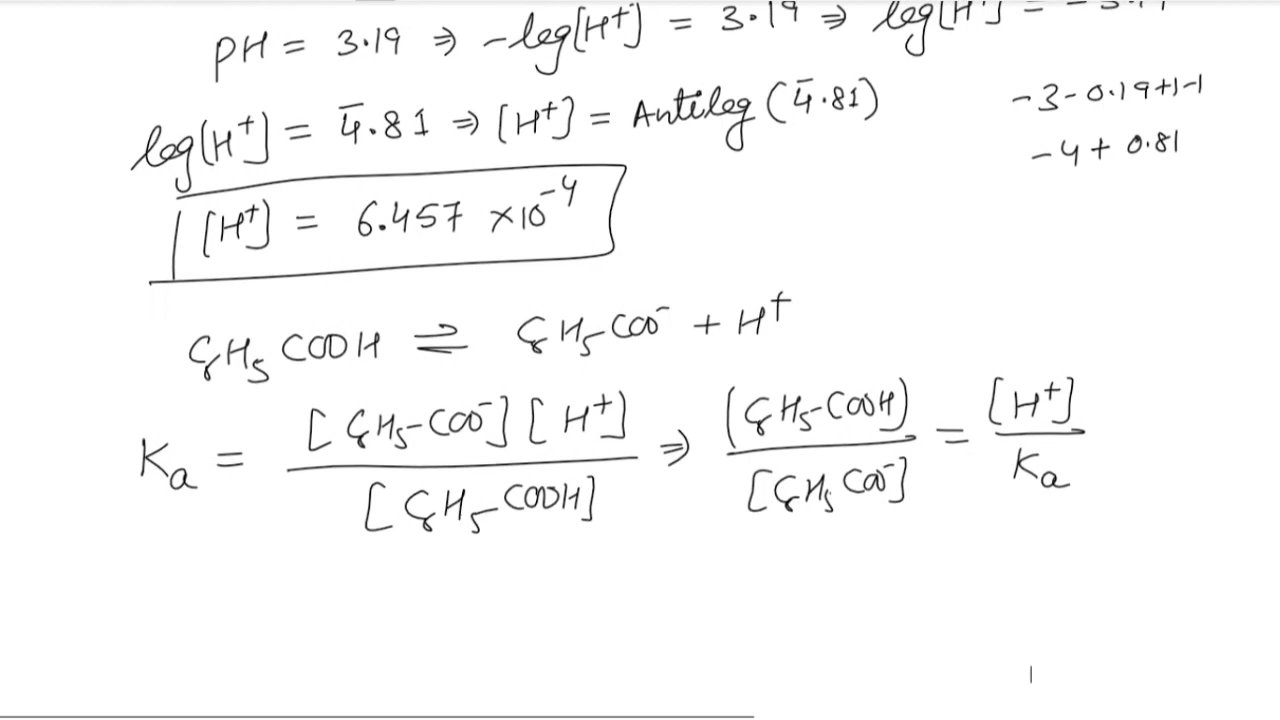 PH = 3.19 ⇒ -log[H⁺] = 3.19 ⇒ log[H⁺] = -3.19
log[H⁺] = 4̅.81 ⇒ [H⁺] = Antilog (4̅.81)
-3-0.19+1-1
-4 + 0.81
[H⁺] = 6.457 ×10⁻⁴
C₆H₅COOH ⇌ C₆H₅COO⁻ + H⁺
Ka = [C₆H₅-COO⁻][H⁺] / [C₆H₅-COOH] ⇒ (C₆H₅-COOH) / [C₆H₅COO⁻] = [H⁺] / Ka